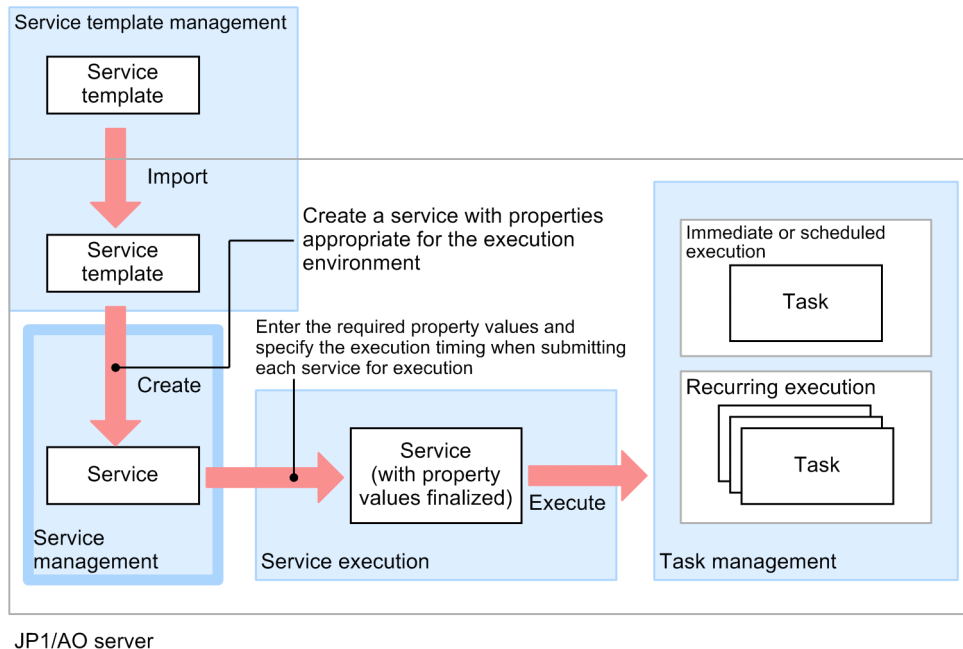 Service template management
Service
template
Import
Service
template
Create a service with properties
appropriate for the execution
environment
Enter the required property values and
specify the execution timing when submitting
each service for execution
Create
Service
Service
management
Service
(with property
values finalized)
Execute
Service execution
Immediate or scheduled
execution
Task
Recurring execution
Task
Task management
JP1/AO server